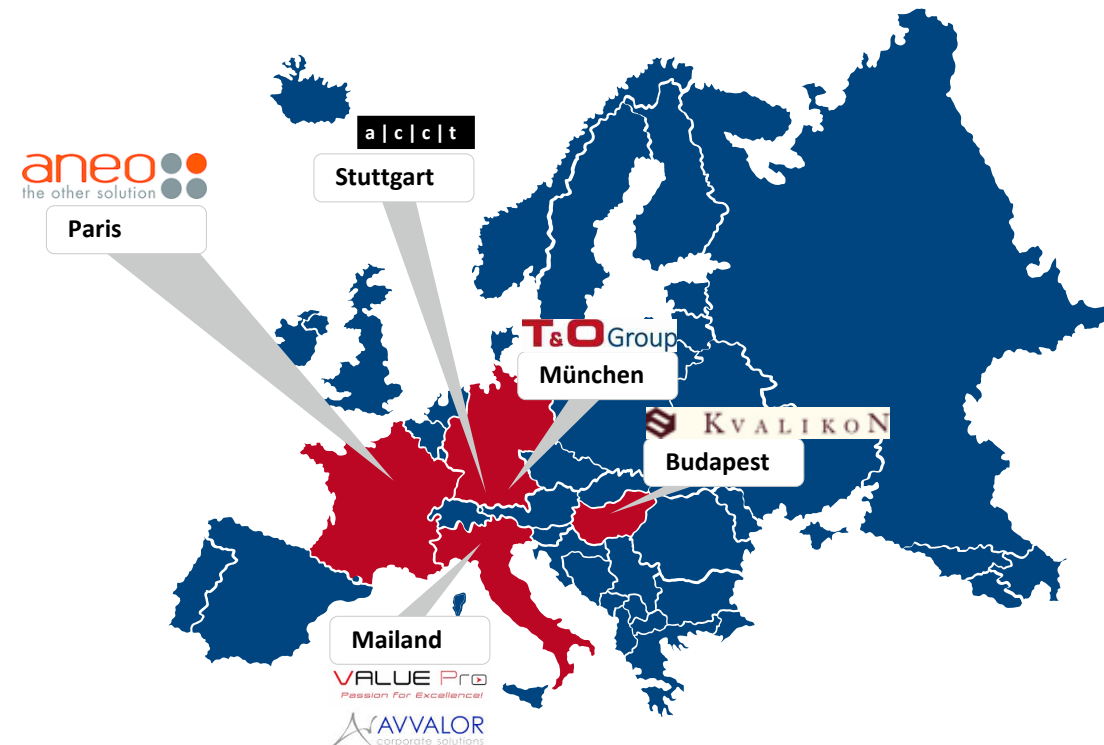 a|c|c|t
Stuttgart
aneo
the other solution
Paris
T&O Group
München
KVALIKON
Budapest
Mailand
VALUE Pro
Passion for Excellence!
AVVALOR
corporate solutions